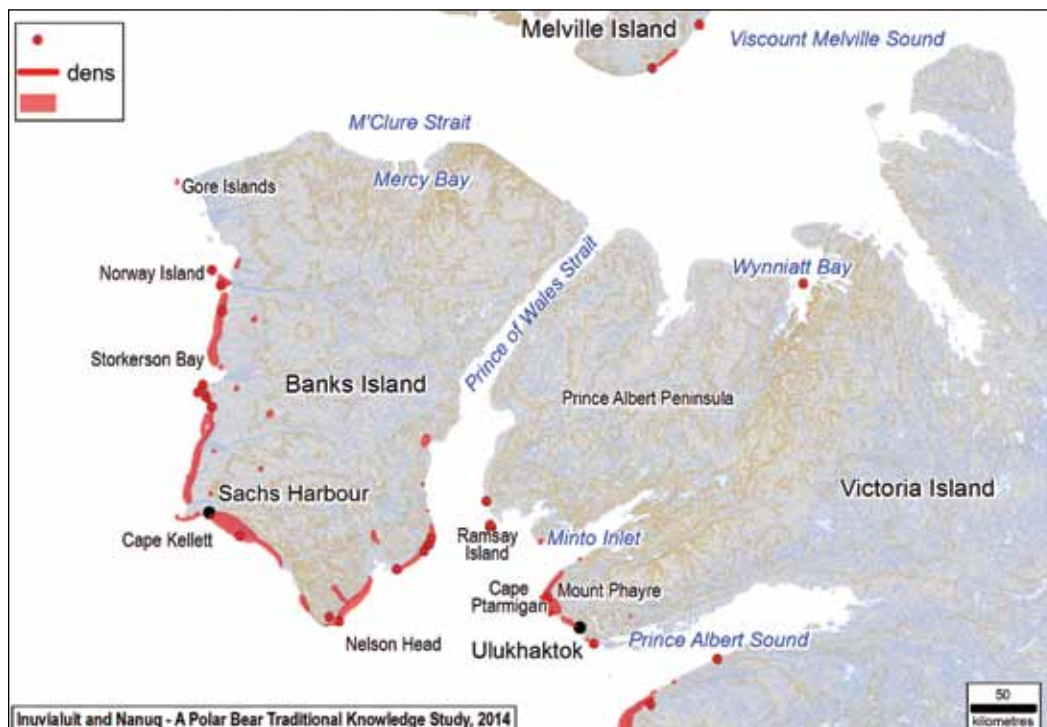 Melville Island
Viscount Melville Sound
dens
M'Clure Strait
Mercy Bay
Gore Islands
Norway Island
Prince of Wales Strait
Wynniatt Bay
Storkerson Bay
Banks Island
Prince Albert Peninsula
Victoria Island
Sachs Harbour
Cape Kellett
Ramsay
Island
Minto Inlet
Cape
Ptarmigan
Mount Phayre
Nelson Head
Ulukhaktok
Prince Albert Sound
50
kilometres
Inuvialuit and Nanuq - A Polar Bear Traditional Knowledge Study, 2014